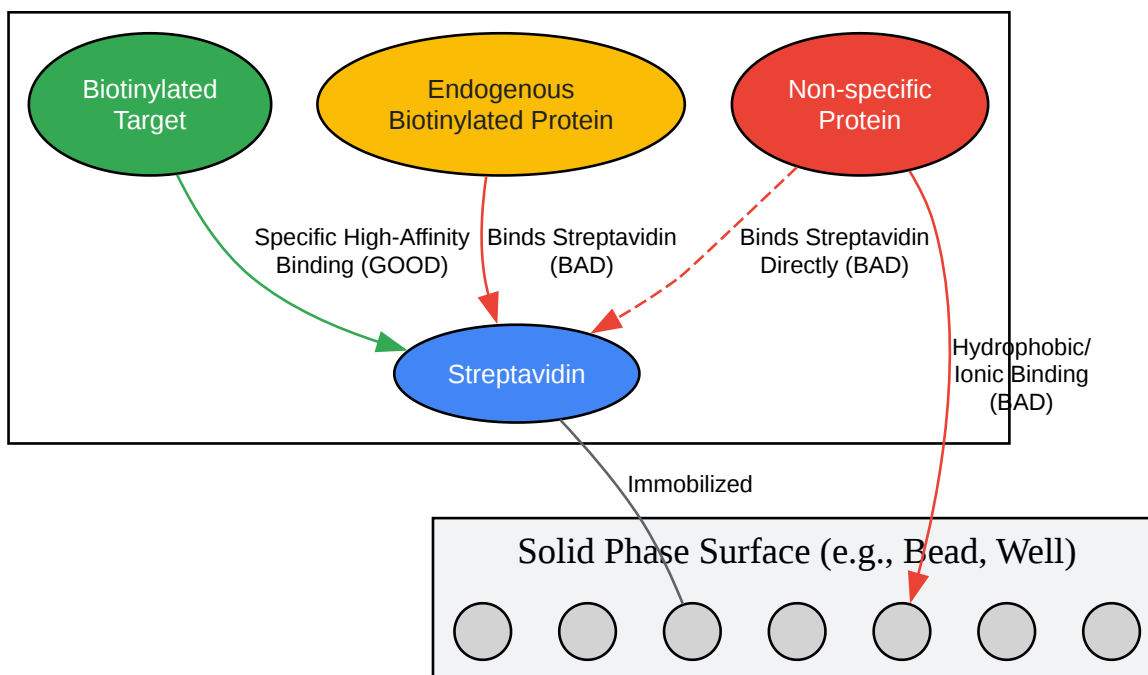 Biotinylated
Target
Endogenous
Biotinylated Protein
Non-specific
Protein
Specific High-Affinity
Binding (GOOD)
Binds Streptavidin
(BAD)
Binds Streptavidin
Directly (BAD)
Hydrophobic/
Ionic Binding
(BAD)
Streptavidin
Immobilized
Solid Phase Surface (e.g., Bead, Well)